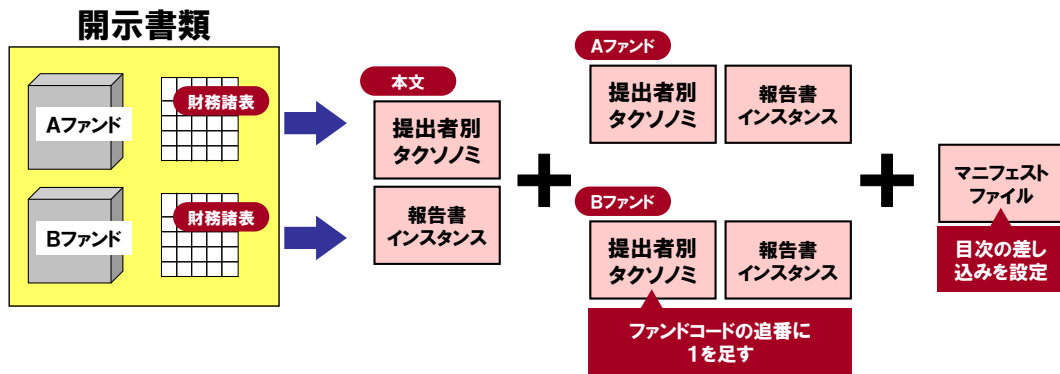 開示書類
Aファンド
財務諸表
Bファンド
財務諸表
本文
提出者別
タクソノミ
報告書
インスタンス
Aファンド
提出者別
タクソノミ
報告書
インスタンス
Bファンド
提出者別
タクソノミ
報告書
インスタンス
ファンドコードの追番に
1を足す
マニフェスト
ファイル
目次の差し
込みを設定